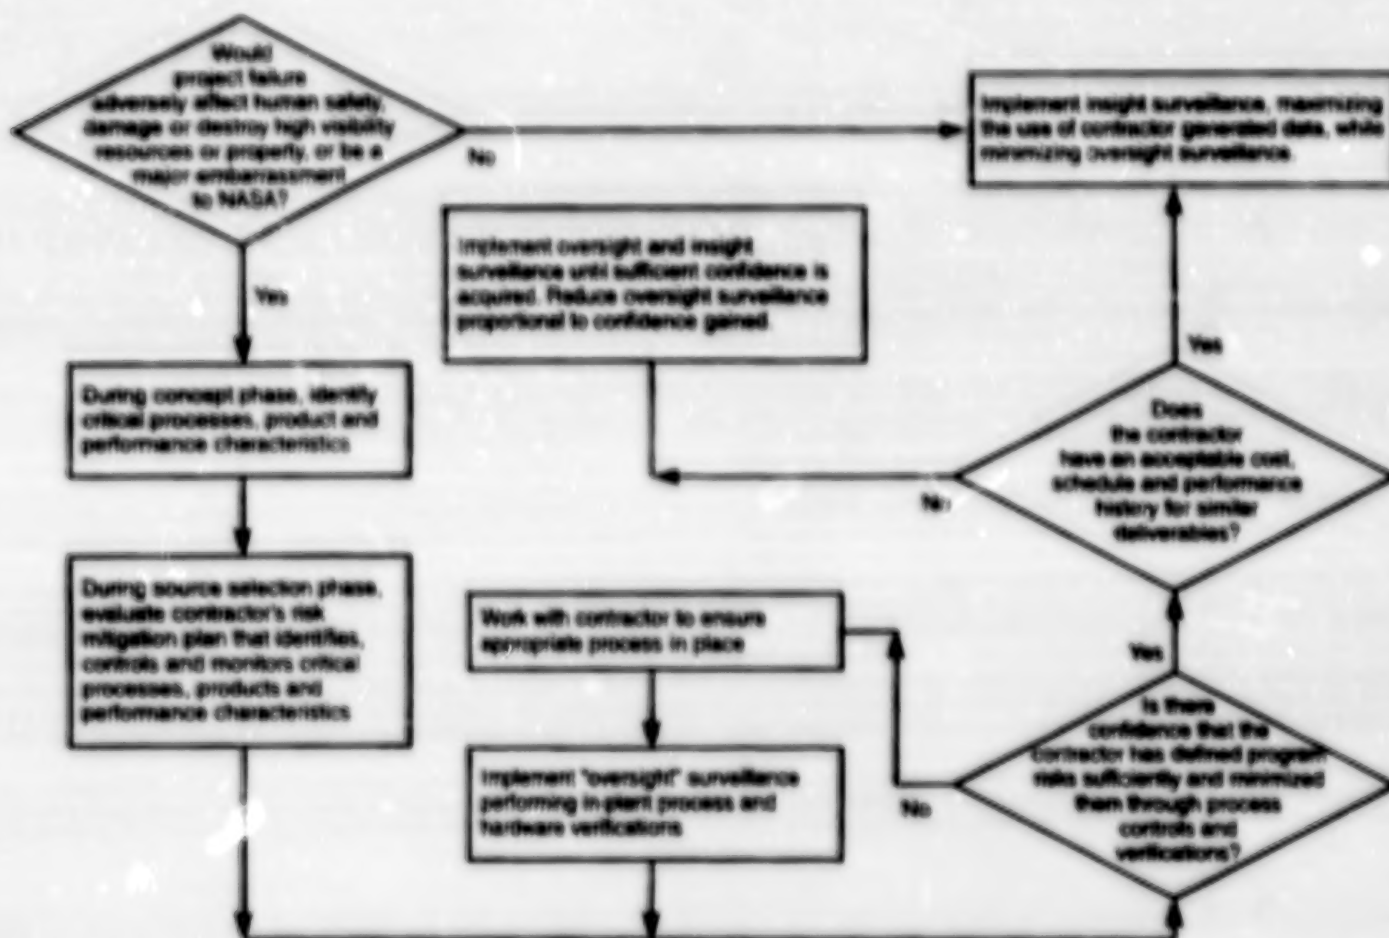 Would
project failure
adversely affect human safety,
damage or destroy high visibility
resources or property, or be a
major embarrassment
to NASA?
No
Yes
Implement insight surveillance, maximizing
the use of contractor generated data, while
minimizing oversight surveillance.
Implement oversight and insight
surveillance until sufficient confidence is
acquired. Reduce oversight surveillance
proportional to confidence gained.
During concept phase, identify
critical processes, product and
performance characteristics
Yes
Does
the contractor
have an acceptable cost,
schedule and performance
history for similar
deliverables?
No
During source selection phase,
evaluate contractor's risk
mitigation plan that identifies,
controls and monitors critical
processes, products and
performance characteristics
Work with contractor to ensure
appropriate process in place
Yes
Is there
confidence that the
contractor has defined program
risks sufficiently and minimized
them through process
controls and
verifications?
No
Implement "oversight" surveillance
performing in-plant process and
hardware verifications